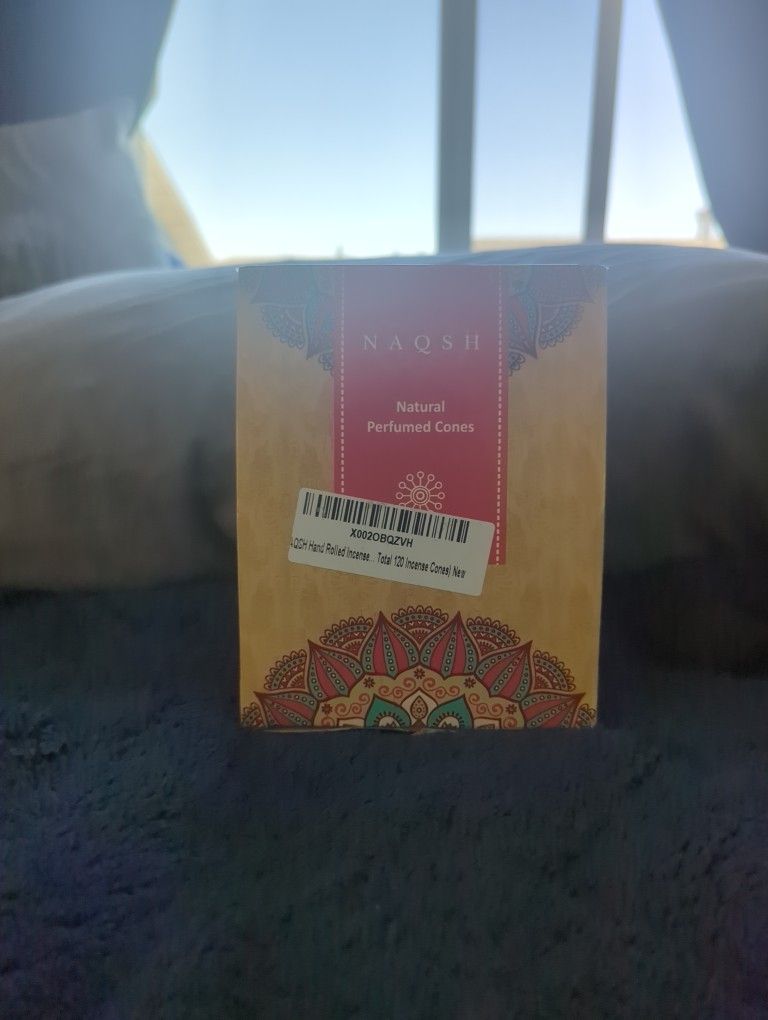 NAQSH
Natural
Perfumed Cones
X002OBQZVH
AQSH Hand Rolled Incense... Total 120 Incense Cones) New